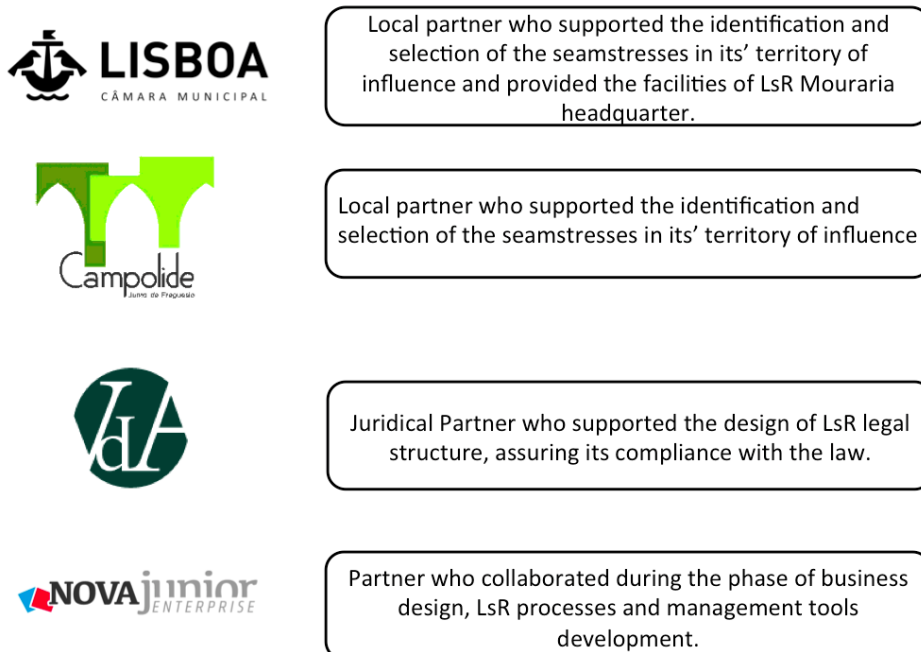 LISBOA
CÂMARA MUNICIPAL
Local partner who supported the identification and
selection of the seamstresses in its’ territory of
influence and provided the facilities of LsR Mouraria
headquarter.
Campolide
Junta de Freguesia
Local partner who supported the identification and
selection of the seamstresses in its’ territory of influence
VdA
Juridical Partner who supported the design of LsR legal
structure, assuring its compliance with the law.
NOVA junior
ENTERPRISE
Partner who collaborated during the phase of business
design, LsR processes and management tools
development.